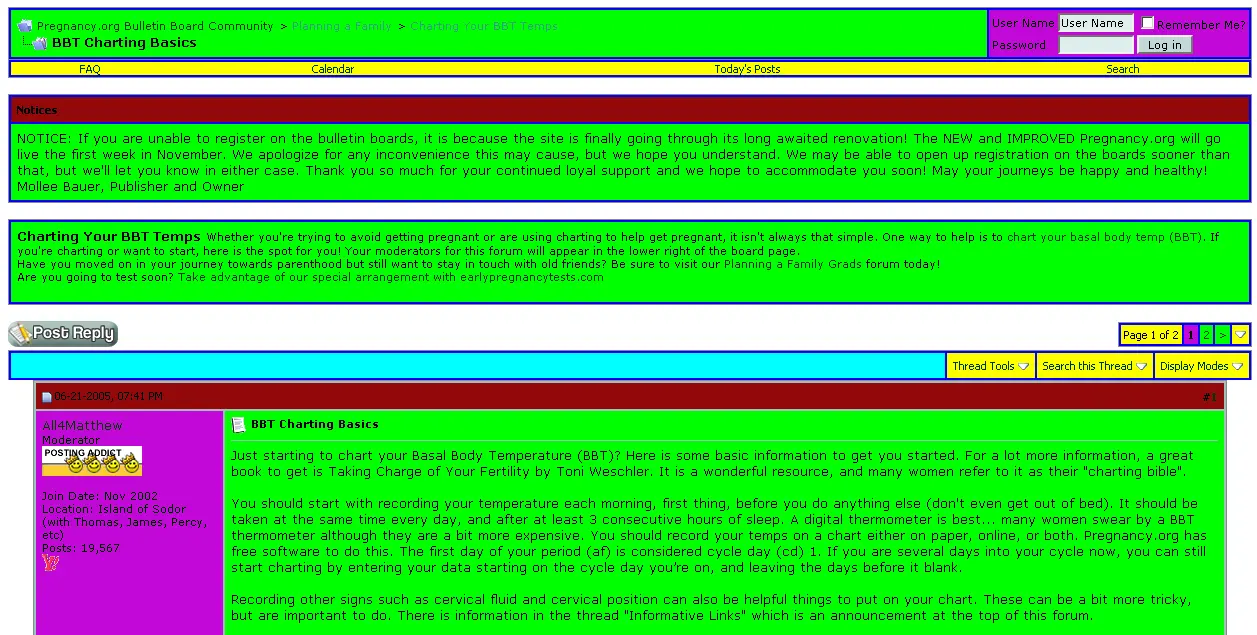 Pregnancy.org Bulletin Board Community > Planning a Family > Charting Your BBT Temps
BBT Charting Basics
User Name User Name Remember Me?
Password Log in
FAQ Calendar Today's Posts Search
Notices
NOTICE: If you are unable to register on the bulletin boards, it is because the site is finally going through its long awaited renovation! The NEW and IMPROVED Pregnancy.org will go
live the first week in November. We apologize for any inconvenience this may cause, but we hope you understand. We may be able to open up registration on the boards sooner than
that, but we'll let you know in either case. Thank you so much for your continued loyal support and we hope to accommodate you soon! May your journeys be happy and healthy!
Mollee Bauer, Publisher and Owner
Charting Your BBT Temps Whether you're trying to avoid getting pregnant or are using charting to help get pregnant, it isn't always that simple. One way to help is to chart your basal body temp (BBT). If
you're charting or want to start, here is the spot for you! Your moderators for this forum will appear in the lower right of the board page.
Have you moved on in your journey towards parenthood but still want to stay in touch with old friends? Be sure to visit our Planning a Family Grads forum today!
Are you going to test soon? Take advantage of our special arrangement with earlypregnancytests.com
Post Reply
Page 1 of 2 1 2 >
Thread Tools Search this Thread Display Modes
06-21-2005, 07:41 PM #1
All4Matthew
Moderator
POSTING ADDICT
Join Date: Nov 2002
Location: Island of Sodor
(with Thomas, James, Percy,
etc)
Posts: 19,567
BBT Charting Basics
Just starting to chart your Basal Body Temperature (BBT)? Here is some basic information to get you started. For a lot more information, a great
book to get is Taking Charge of Your Fertility by Toni Weschler. It is a wonderful resource, and many women refer to it as their "charting bible".
You should start with recording your temperature each morning, first thing, before you do anything else (don't even get out of bed). It should be
taken at the same time every day, and after at least 3 consecutive hours of sleep. A digital thermometer is best... many women swear by a BBT
thermometer although they are a bit more expensive. You should record your temps on a chart either on paper, online, or both. Pregnancy.org has
free software to do this. The first day of your period (af) is considered cycle day (cd) 1. If you are several days into your cycle now, you can still
start charting by entering your data starting on the cycle day you're on, and leaving the days before it blank.
Recording other signs such as cervical fluid and cervical position can also be helpful things to put on your chart. These can be a bit more tricky,
but are important to do. There is information in the thread "Informative Links" which is an announcement at the top of this forum.